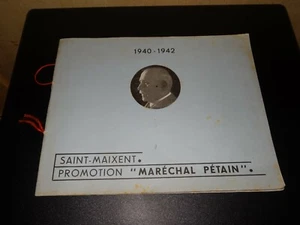 1940-1942
SAINT-MAIXENT.
PROMOTION "MARÉCHAL PÉTAIN".